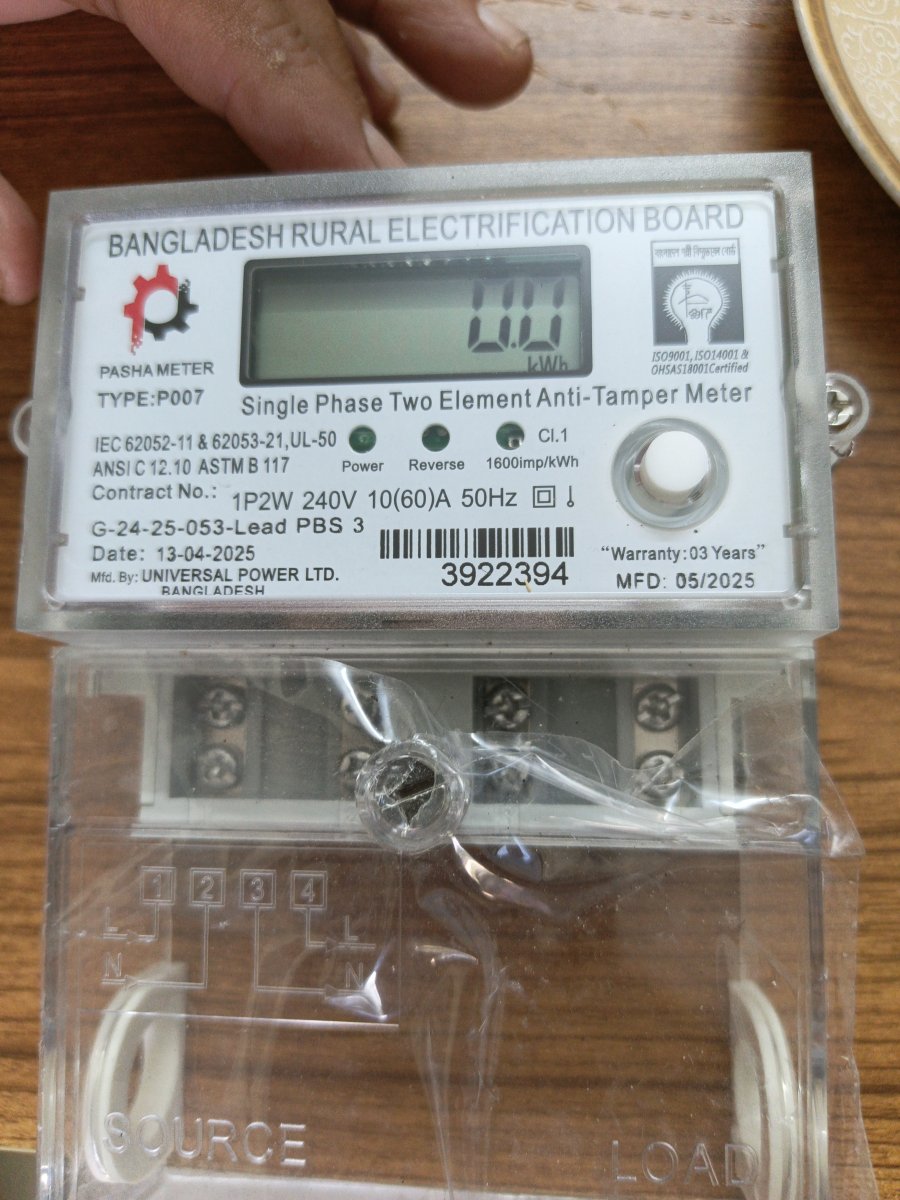 BANGLADESH RURAL ELECTRIFICATION BOARD
0.0
kWh
বাংলাদেশ পল্লী বিদ্যুতায়ন বোর্ড
PASHA METER
TYPE:P007
ISO9001, ISO14001 &
OHSAS18001Certified
Single Phase Two Element Anti-Tamper Meter
IEC 62052-11 & 62053-21,UL-50
ANSI C 12.10 ASTM B 117
Power
Reverse
Cl.1
1600imp/kWh
Contract No.:
1P2W 240V 10(60)A 50Hz
G-24-25-053-Lead PBS 3
Date: 13-04-2025
3922394
"Warranty:03 Years"
Mfd. By: UNIVERSAL POWER LTD.
BANGLADESH
MFD: 05/2025
1 2 3 4
L L
N N
SOURCE LOAD